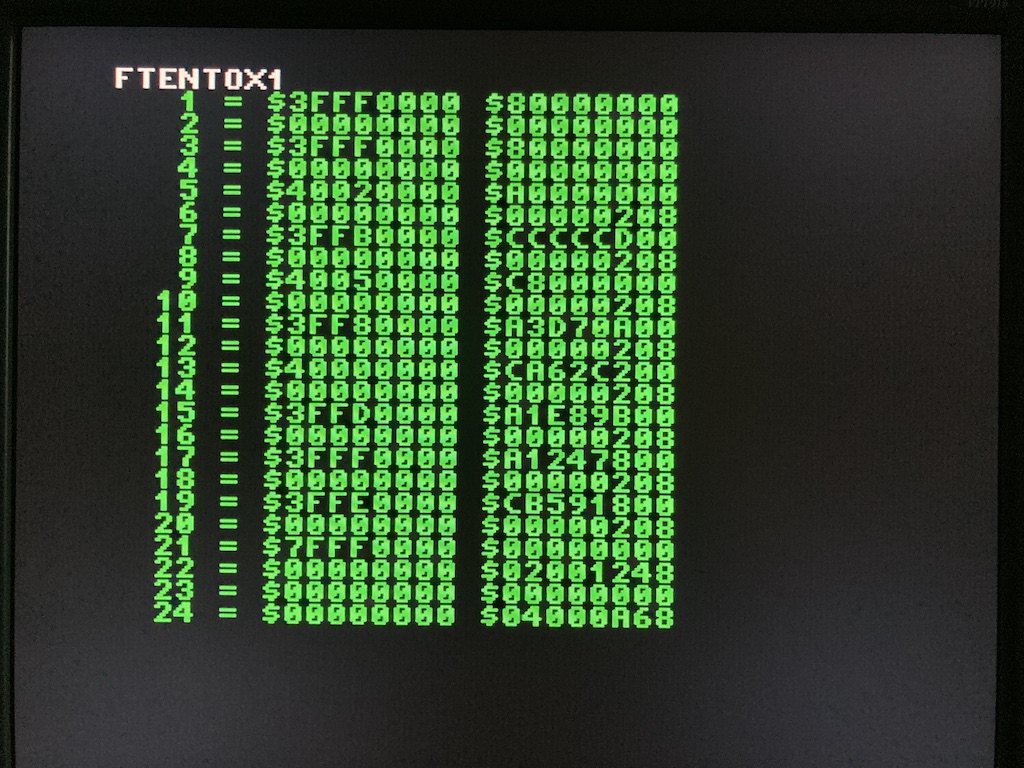 FTENTOX1
1 = $3FFF0000 $80000000
2 = $00000000 $00000000
3 = $3FFF0000 $80000000
4 = $00000000 $00000000
5 = $40020000 $A0000000
6 = $00000000 $00000208
7 = $3FFB0000 $CCCCCD00
8 = $00000000 $00000208
9 = $40050000 $C8000000
10 = $00000000 $00000208
11 = $3FF80000 $A3D70A00
12 = $00000000 $00000208
13 = $40000000 $CA62C200
14 = $00000000 $00000208
15 = $3FFD0000 $A1E89B00
16 = $00000000 $00000208
17 = $3FFF0000 $A1247800
18 = $00000000 $00000208
19 = $3FFE0000 $CB591800
20 = $00000000 $00000208
21 = $7FFF0000 $00000000
22 = $00000000 $02001248
23 = $00000000 $00000000
24 = $00000000 $04000A68